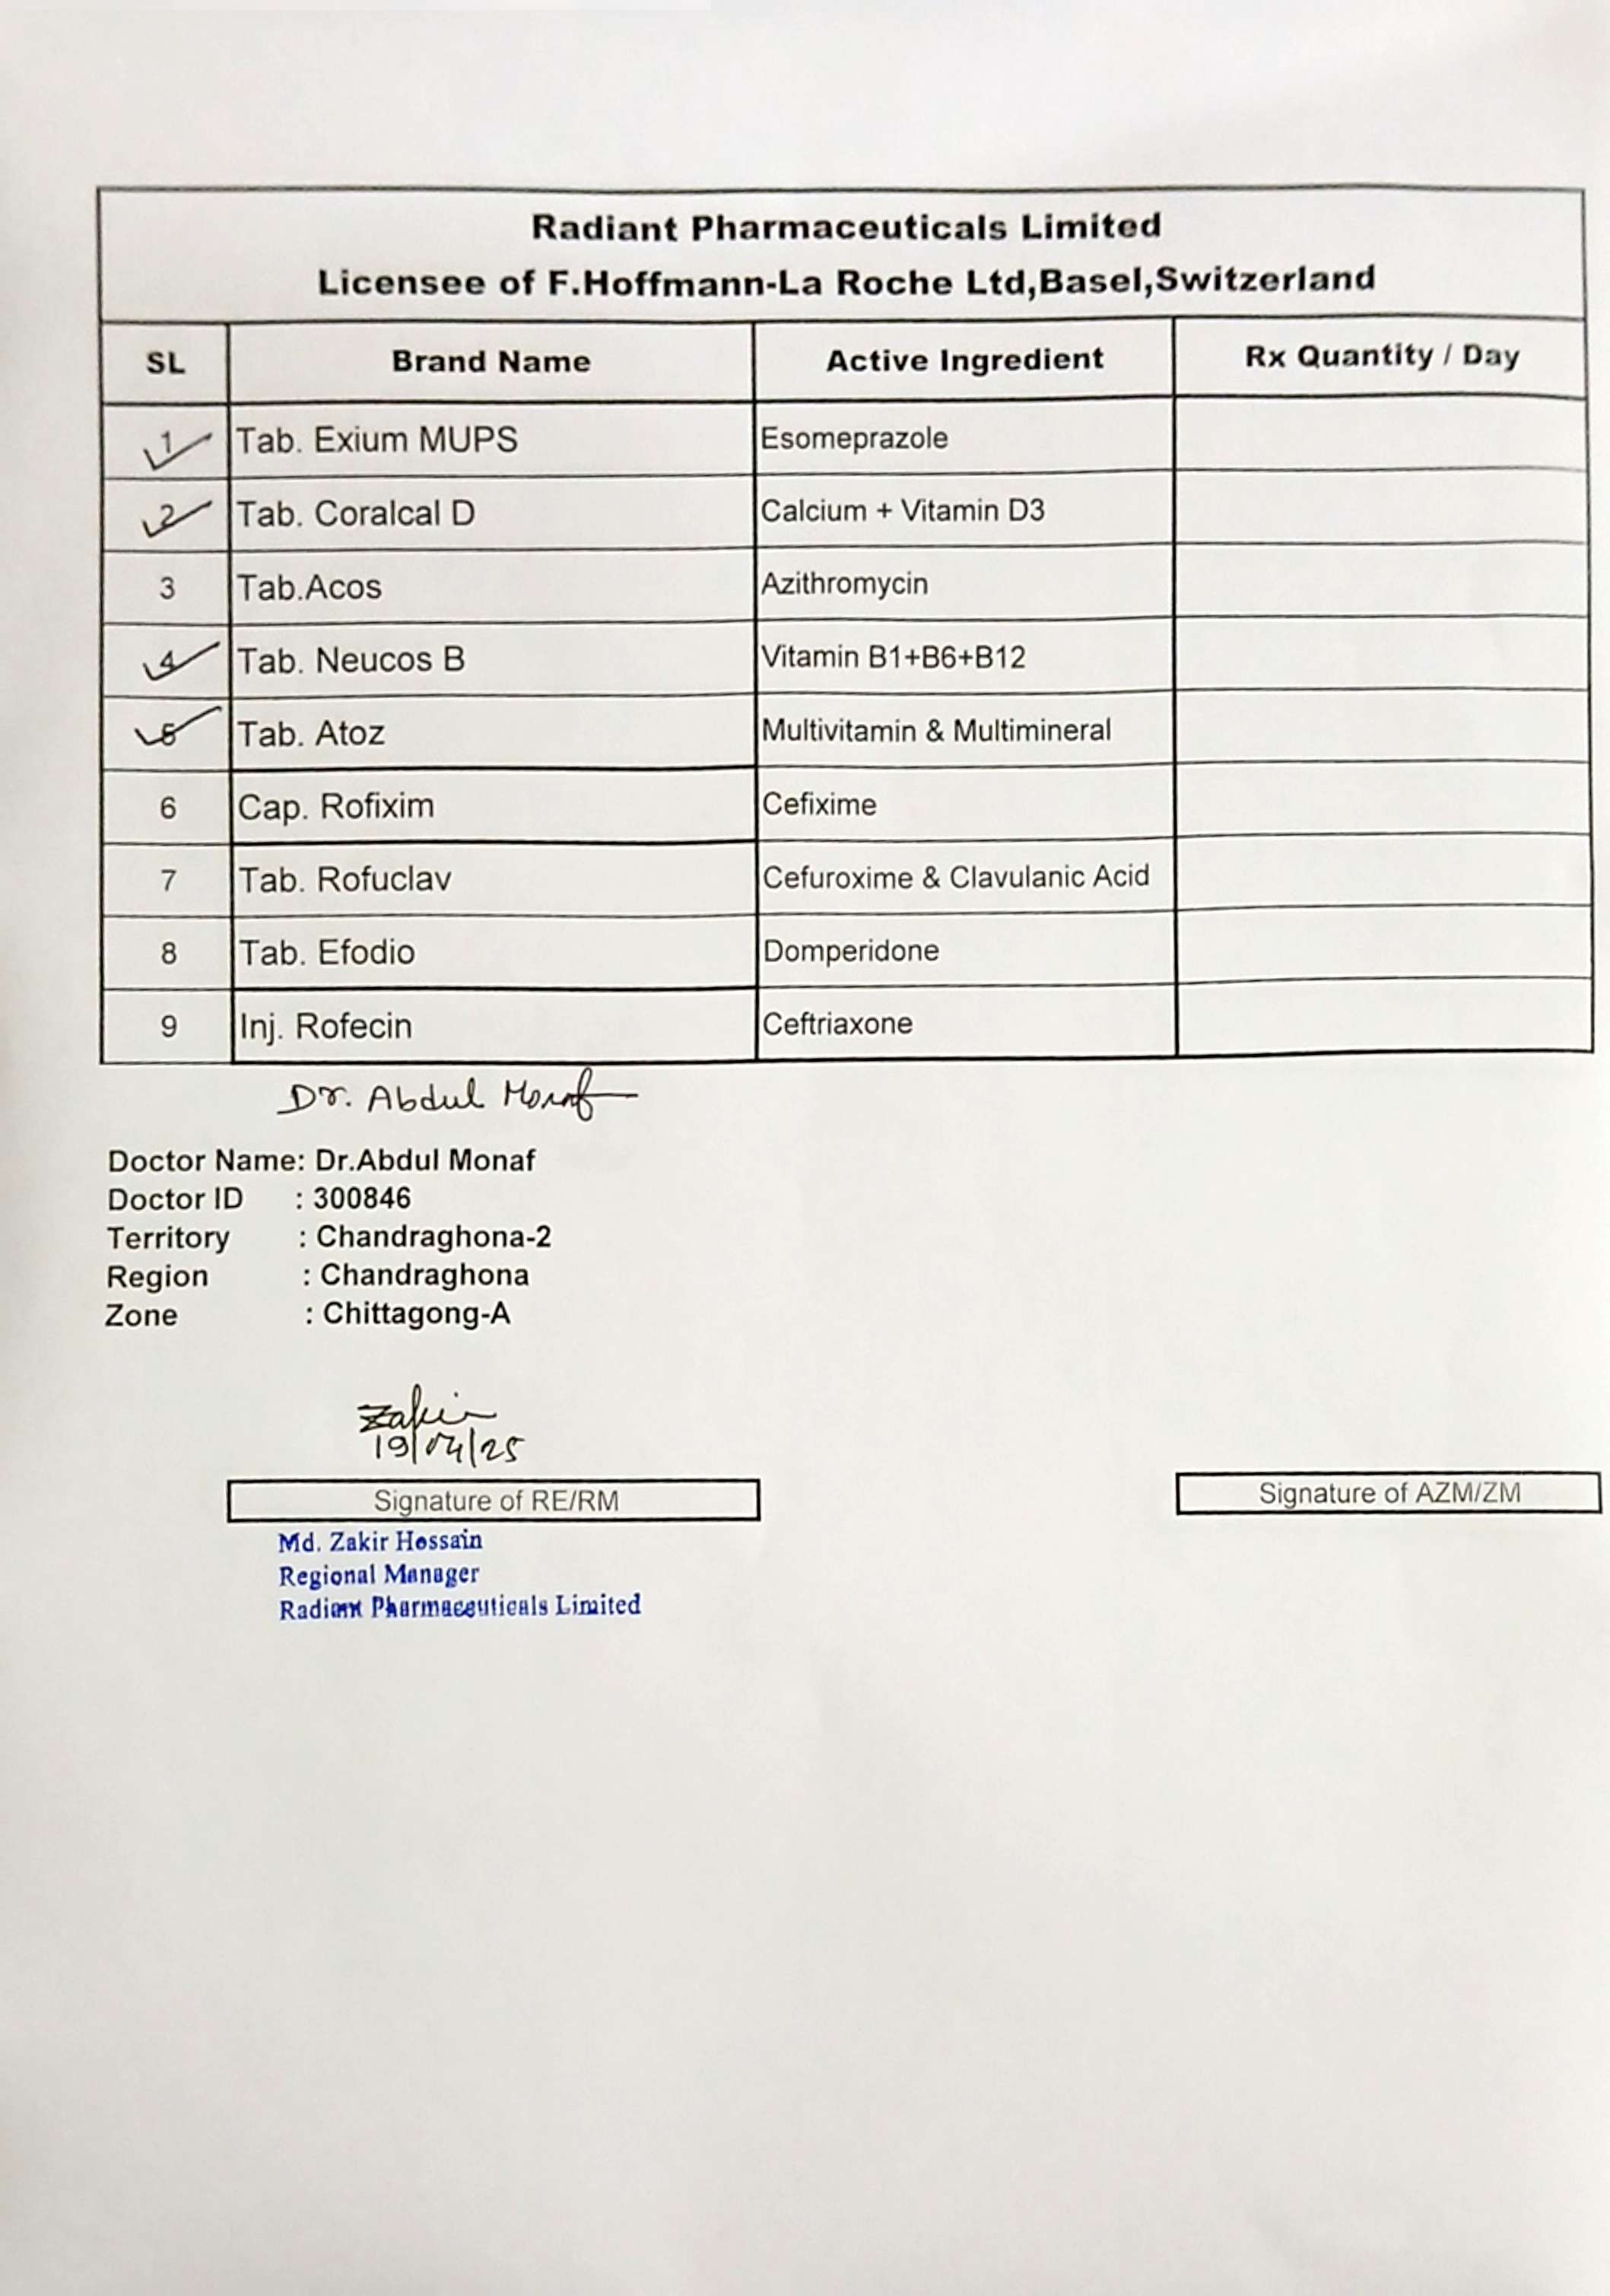 Radiant Pharmaceuticals Limited
Licensee of F.Hoffmann-La Roche Ltd,Basel,Switzerland
SL Brand Name Active Ingredient Rx Quantity / Day
1 Tab. Exium MUPS Esomeprazole
2 Tab. Coralcal D Calcium + Vitamin D3
3 Tab.Acos Azithromycin
4 Tab. Neucos B Vitamin B1+B6+B12
5 Tab. Atoz Multivitamin & Multimineral
6 Cap. Rofixim Cefixime
7 Tab. Rofuclav Cefuroxime & Clavulanic Acid
8 Tab. Efodio Domperidone
9 Inj. Rofecin Ceftriaxone
Dr. Abdul Monaf
Doctor Name: Dr.Abdul Monaf
Doctor ID : 300846
Territory : Chandraghona-2
Region : Chandraghona
Zone : Chittagong-A
Zakir
19/04/25
Signature of RE/RM Signature of AZM/ZM
Md. Zakir Hossain
Regional Manager
Radiant Pharmaceuticals Limited